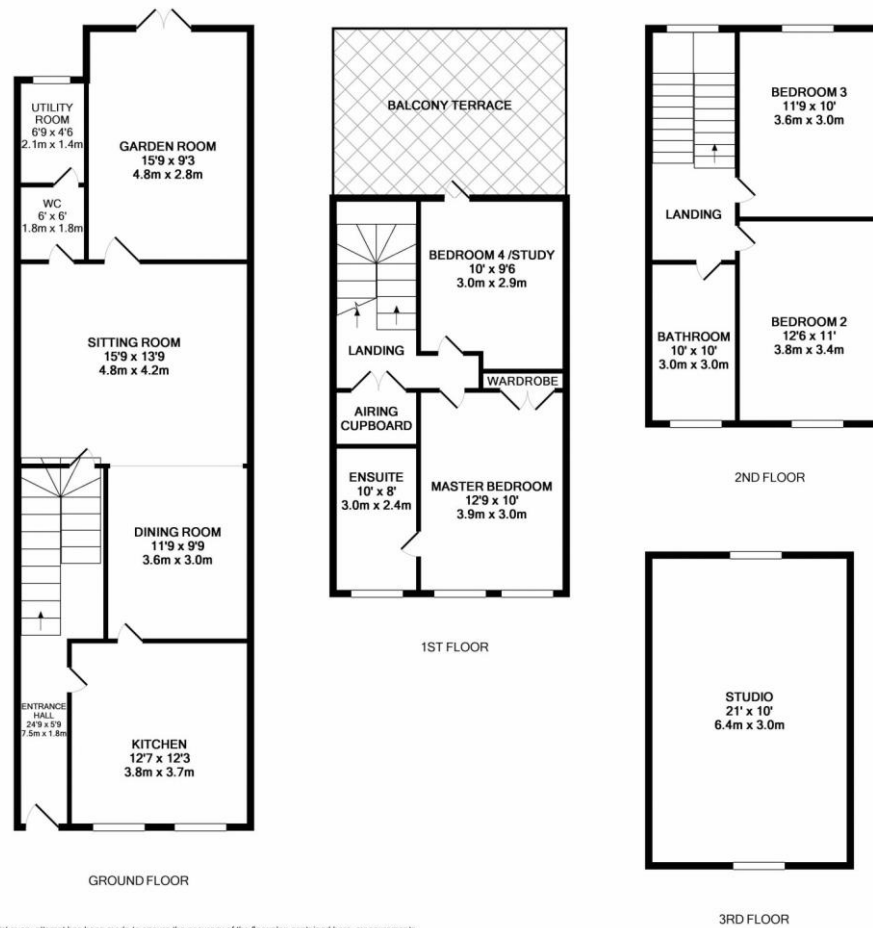 UTILITY
ROOM
6'9 x 4'6
2.1m x 1.4m
WC
6' x 6'
1.8m x 1.8m
GARDEN ROOM
15'9 x 9'3
4.8m x 2.8m
SITTING ROOM
15'9 x 13'9
4.8m x 4.2m
DINING ROOM
11'9 x 9'9
3.6m x 3.0m
ENTRANCE
HALL
24'9 x 5'9
7.5m x 1.8m
KITCHEN
12'7 x 12'3
3.8m x 3.7m
GROUND FLOOR
BALCONY TERRACE
BEDROOM 4 /STUDY
10' x 9'6
3.0m x 2.9m
LANDING
WARDROBE
AIRING
CUPBOARD
ENSUITE
10' x 8'
3.0m x 2.4m
MASTER BEDROOM
12'9 x 10'
3.9m x 3.0m
1ST FLOOR
BEDROOM 3
11'9 x 10'
3.6m x 3.0m
LANDING
BEDROOM 2
12'6 x 11'
3.8m x 3.4m
BATHROOM
10' x 10'
3.0m x 3.0m
2ND FLOOR
STUDIO
21' x 10'
6.4m x 3.0m
3RD FLOOR